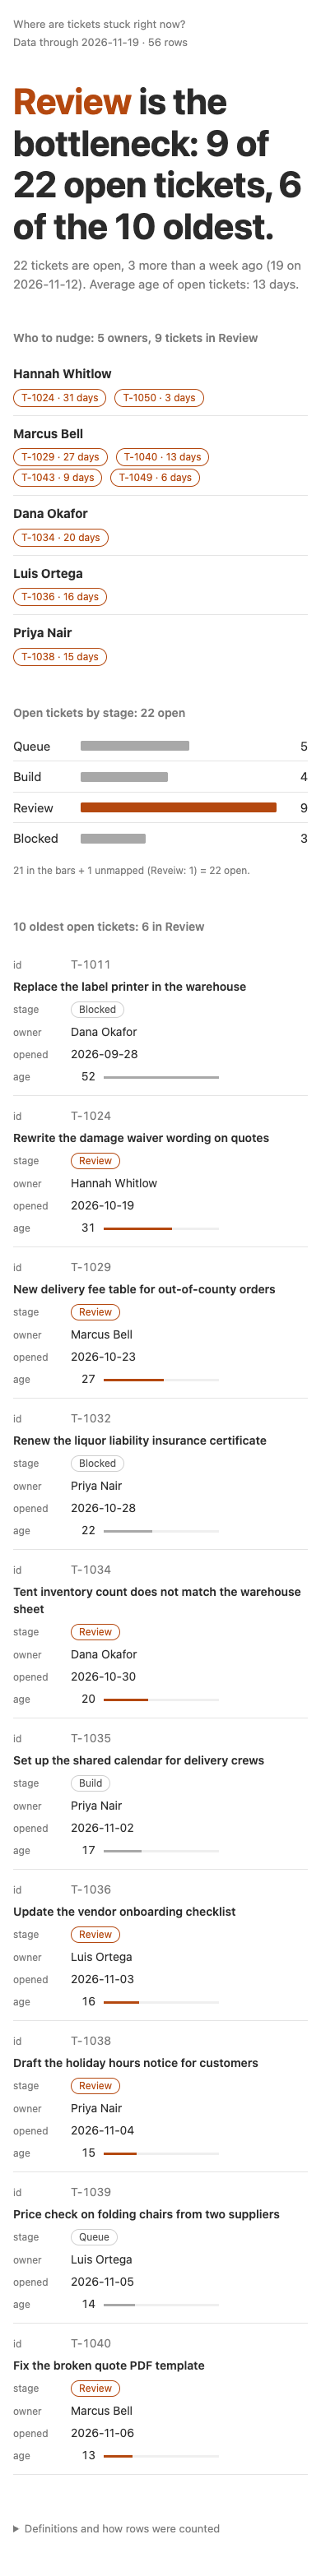 Where are tickets stuck right now?
Data through 2026-11-19 · 56 rows
Review is the
bottleneck: 9 of
22 open tickets, 6
of the 10 oldest.
22 tickets are open, 3 more than a week ago (19 on
2026-11-12). Average age of open tickets: 13 days.
Who to nudge: 5 owners, 9 tickets in Review
Hannah Whitlow
T-1024 · 31 days T-1050 · 3 days
Marcus Bell
T-1029 · 27 days T-1040 · 13 days
T-1043 · 9 days T-1049 · 6 days
Dana Okafor
T-1034 · 20 days
Luis Ortega
T-1036 · 16 days
Priya Nair
T-1038 · 15 days
Open tickets by stage: 22 open
Queue 5
Build 4
Review 9
Blocked 3
21 in the bars + 1 unmapped (Reveiw: 1) = 22 open.
10 oldest open tickets: 6 in Review
id T-1011
Replace the label printer in the warehouse
stage Blocked
owner Dana Okafor
opened 2026-09-28
age 52
id T-1024
Rewrite the damage waiver wording on quotes
stage Review
owner Hannah Whitlow
opened 2026-10-19
age 31
id T-1029
New delivery fee table for out-of-county orders
stage Review
owner Marcus Bell
opened 2026-10-23
age 27
id T-1032
Renew the liquor liability insurance certificate
stage Blocked
owner Priya Nair
opened 2026-10-28
age 22
id T-1034
Tent inventory count does not match the warehouse
sheet
stage Review
owner Dana Okafor
opened 2026-10-30
age 20
id T-1035
Set up the shared calendar for delivery crews
stage Build
owner Priya Nair
opened 2026-11-02
age 17
id T-1036
Update the vendor onboarding checklist
stage Review
owner Luis Ortega
opened 2026-11-03
age 16
id T-1038
Draft the holiday hours notice for customers
stage Review
owner Priya Nair
opened 2026-11-04
age 15
id T-1039
Price check on folding chairs from two suppliers
stage Queue
owner Luis Ortega
opened 2026-11-05
age 14
id T-1040
Fix the broken quote PDF template
stage Review
owner Marcus Bell
opened 2026-11-06
age 13
Definitions and how rows were counted